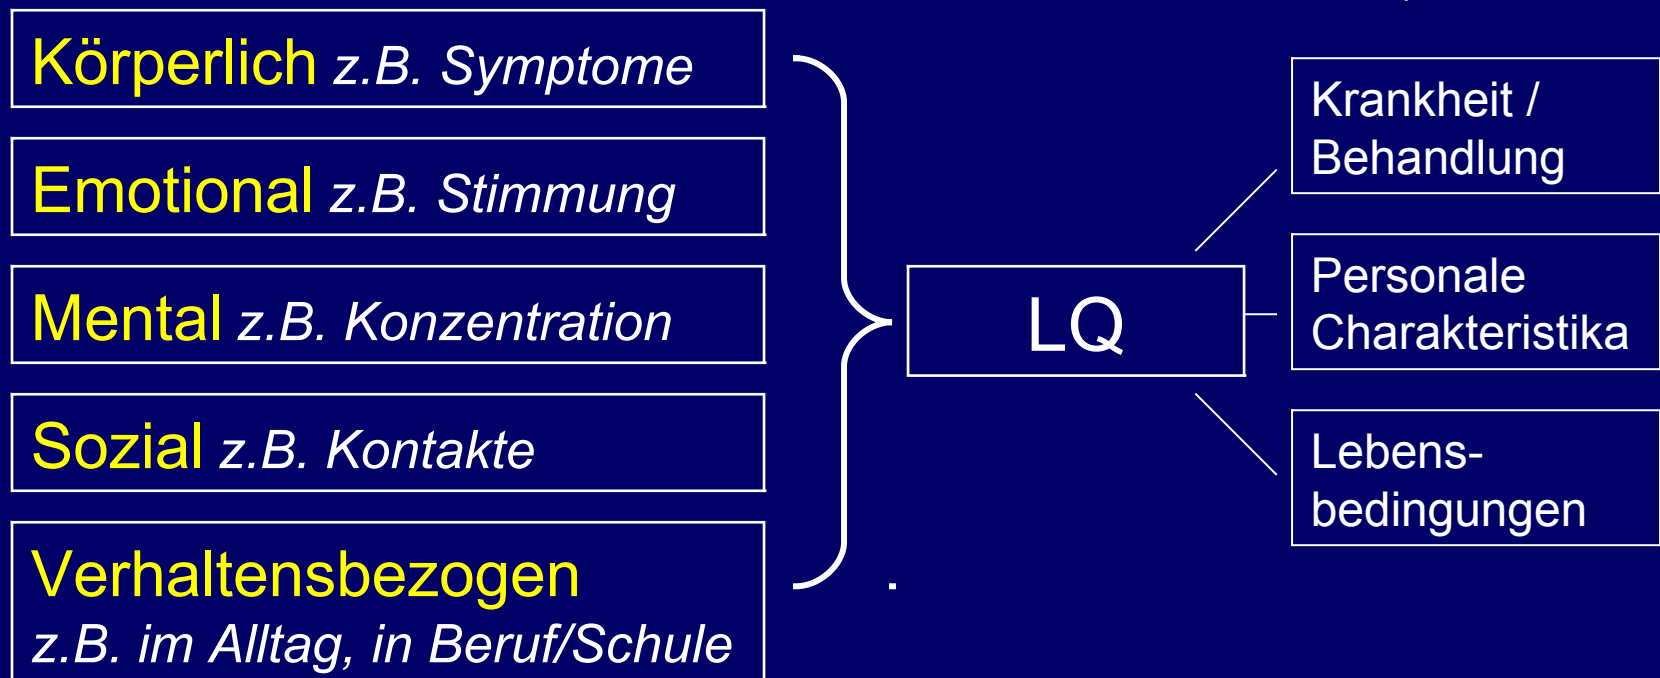 Körperlich z.B. Symptome
Emotional z.B. Stimmung
Mental z.B. Konzentration
Sozial z.B. Kontakte
Verhaltensbezogen
z.B. im Alltag, in Beruf/Schule
.
LQ
Krankheit /
Behandlung
Personale
Charakteristika
Lebens-
bedingungen